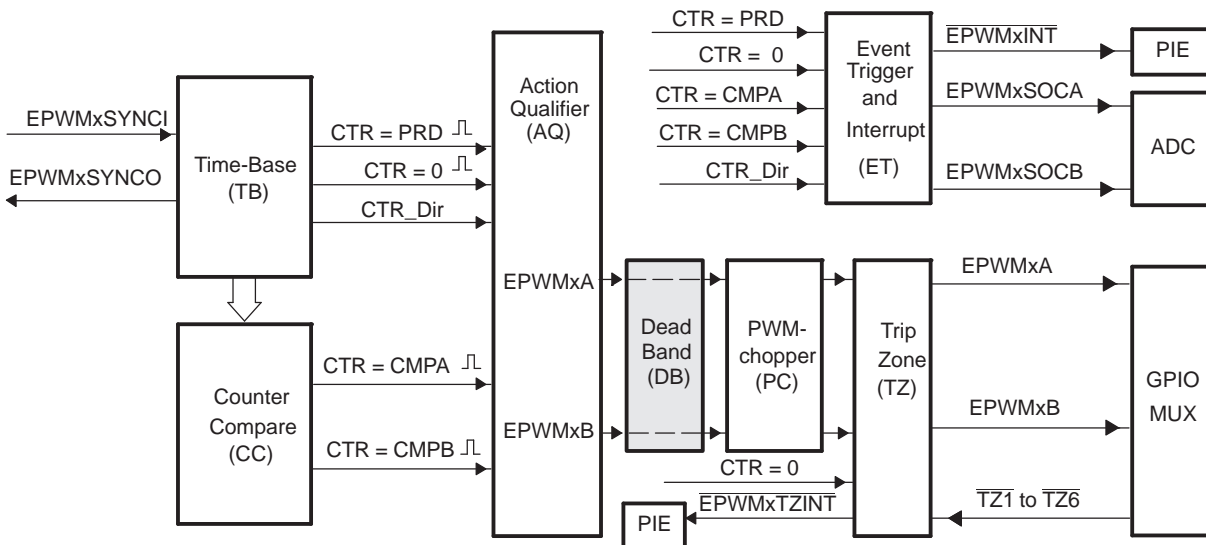 EPWMxSYNCI
EPWMxSYNCO
Time-Base
(TB)
CTR = PRD
CTR = 0
CTR_Dir
Counter
Compare
(CC)
CTR = CMPA
CTR = CMPB
Action
Qualifier
(AQ)
EPWMxA
EPWMxB
CTR = PRD
CTR = 0
CTR = CMPA
CTR = CMPB
CTR_Dir
Event
Trigger
and
Interrupt
(ET)
EPWMxINT
EPWMxSOCA
EPWMxSOCB
PIE
ADC
Dead
Band
(DB)
PWM-
chopper
(PC)
Trip
Zone
(TZ)
CTR = 0
EPWMxTZINT
PIE
EPWMxA
EPWMxB
TZ1 to TZ6
GPIO
MUX